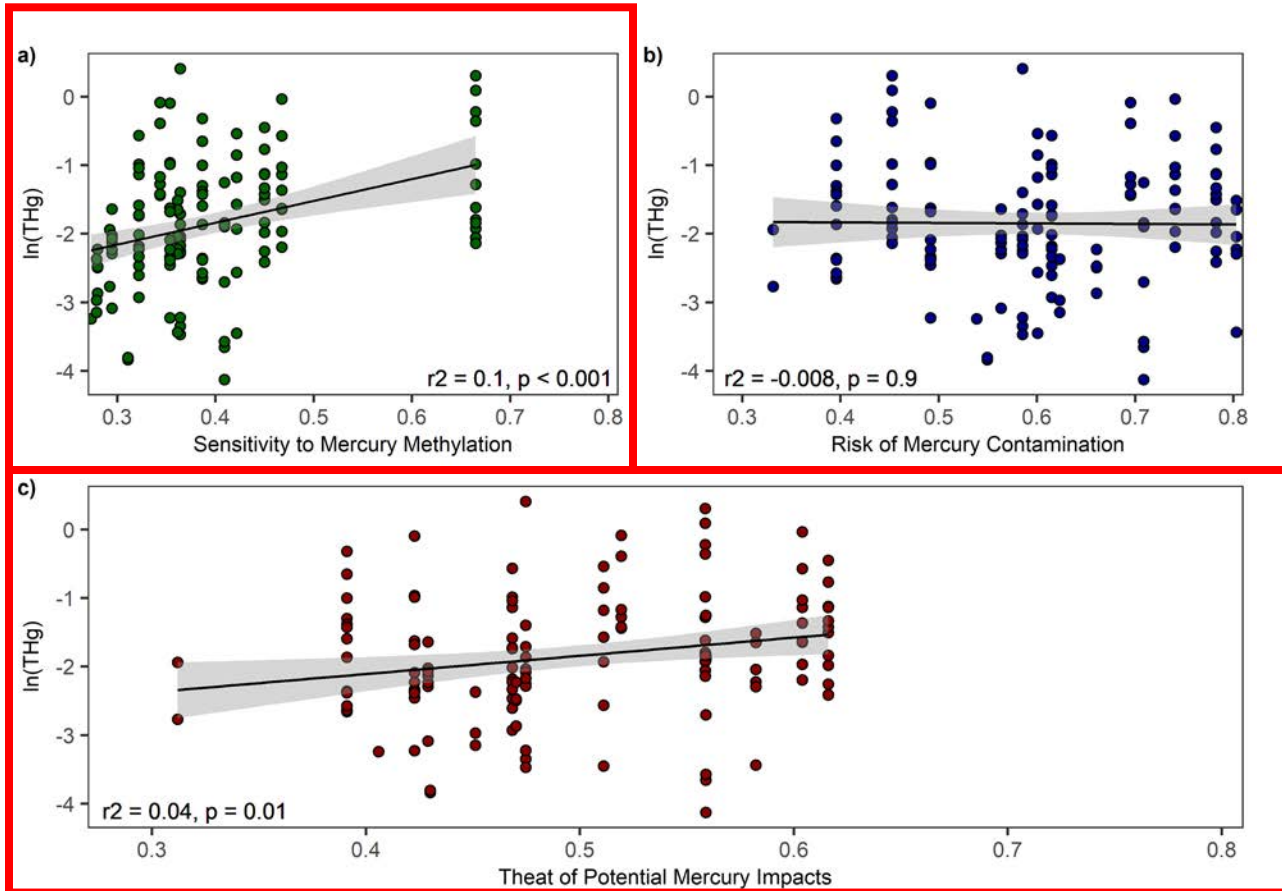 a)
0
-1
-2
-3
-4
ln(THg)
r2 = 0.1, p < 0.001
0.3 0.4 0.5 0.6 0.7 0.8
Sensitivity to Mercury Methylation
b)
0
-1
-2
-3
-4
ln(THg)
r2 = -0.008, p = 0.9
0.3 0.4 0.5 0.6 0.7 0.8
Risk of Mercury Contamination
c)
0
-1
-2
-3
-4
ln(THg)
r2 = 0.04, p = 0.01
0.3 0.4 0.5 0.6 0.7 0.8
Theat of Potential Mercury Impacts